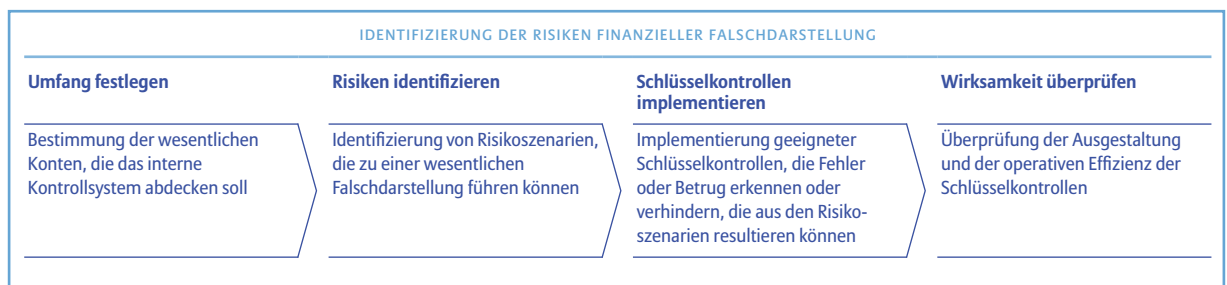 IDENTIFIZIERUNG DER RISIKEN FINANZIELLER FALSCHDARSTELLUNG
Umfang festlegen
Bestimmung der wesentlichen
Konten, die das interne
Kontrollsystem abdecken soll
Risiken identifizieren
Identifizierung von Risikoszenarien,
die zu einer wesentlichen
Falschdarstellung führen können
Schlüsselkontrollen
implementieren
Implementierung geeigneter
Schlüsselkontrollen, die Fehler
oder Betrug erkennen oder
verhindern, die aus den Risiko-
szenarien resultieren können
Wirksamkeit überprüfen
Überprüfung der Ausgestaltung
und der operativen Effizienz der
Schlüsselkontrollen